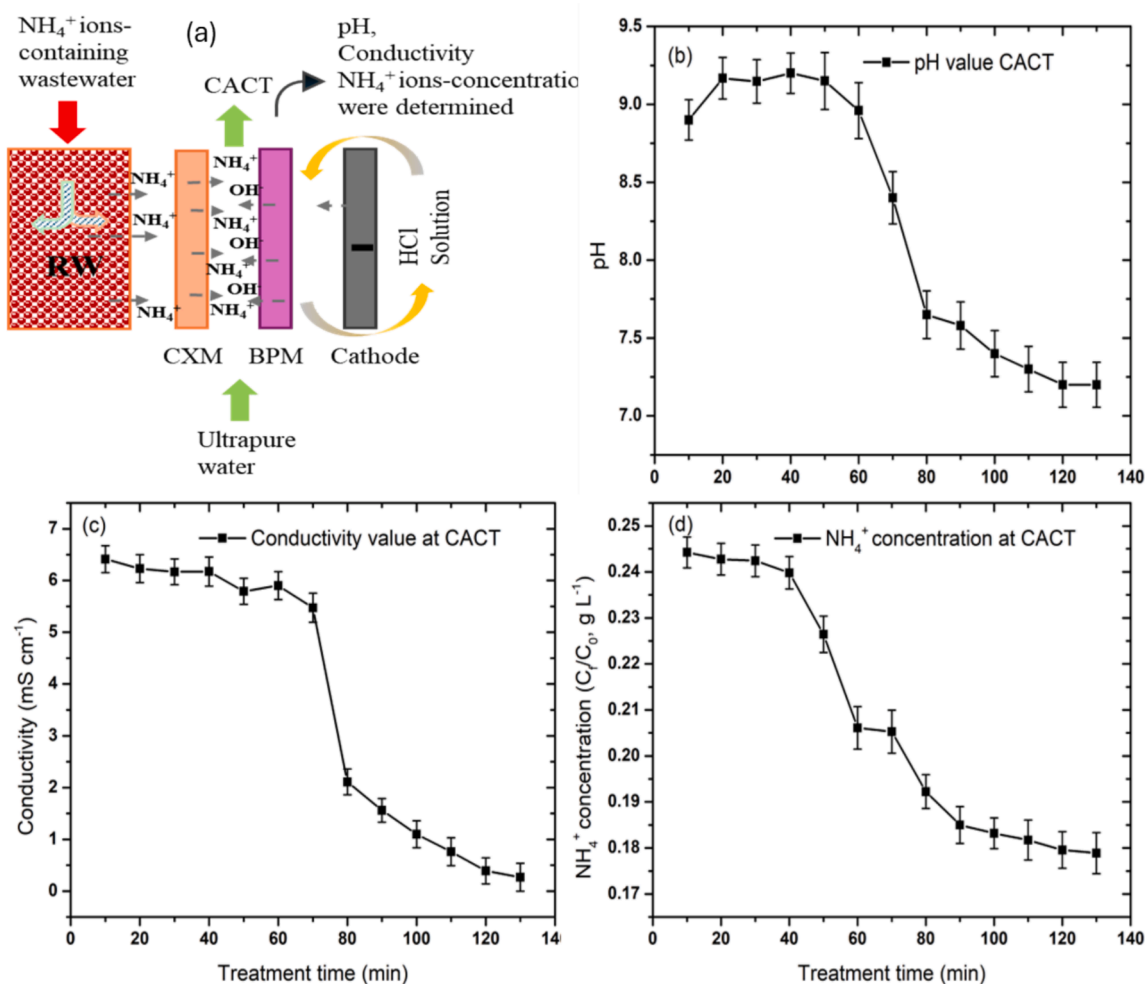 NH₄⁺ ions-
containing
wastewater
(a)
pH,
Conductivity
NH₄⁺ ions-concentration
were determined
CACT
NH₄⁺
NH₄⁺
NH₄⁺
RW
NH₄⁺
OH⁻
NH₄⁺
OH⁻
NH₄⁺
OH⁻
NH₄⁺
HCl
Solution
CXM
BPM
Cathode
Ultrapure
water
(b)
pH value CACT
pH
9.5
9.0
8.5
8.0
7.5
7.0
0 20 40 60 80 100 120 140
(c)
Conductivity value at CACT
Conductivity (mS cm⁻¹)
7
6
5
4
3
2
1
0
0 20 40 60 80 100 120 14
Treatment time (min)
(d)
NH₄⁺ concentration at CACT
NH₄⁺ concentration (Cf/C₀, g L⁻¹)
0.25
0.24
0.23
0.22
0.21
0.20
0.19
0.18
0.17
0 20 40 60 80 100 120 140
Treatment time (min)